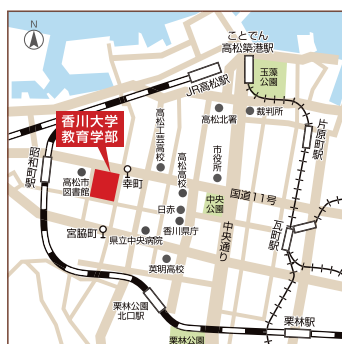 N
ことでん
高松築港駅
玉藻
公園
JR高松駅
香川大学
教育学部
高松北署
裁判所
片原町駅
高松工芸高校
市役所
昭和町駅
高松高校
高松市
図書館
幸町
国道11号
中央
公園
日赤
香川県庁
瓦町駅
宮脇町
県立中央病院
中央通り
英明高校
栗林公園
北口駅
栗林駅
栗林公園